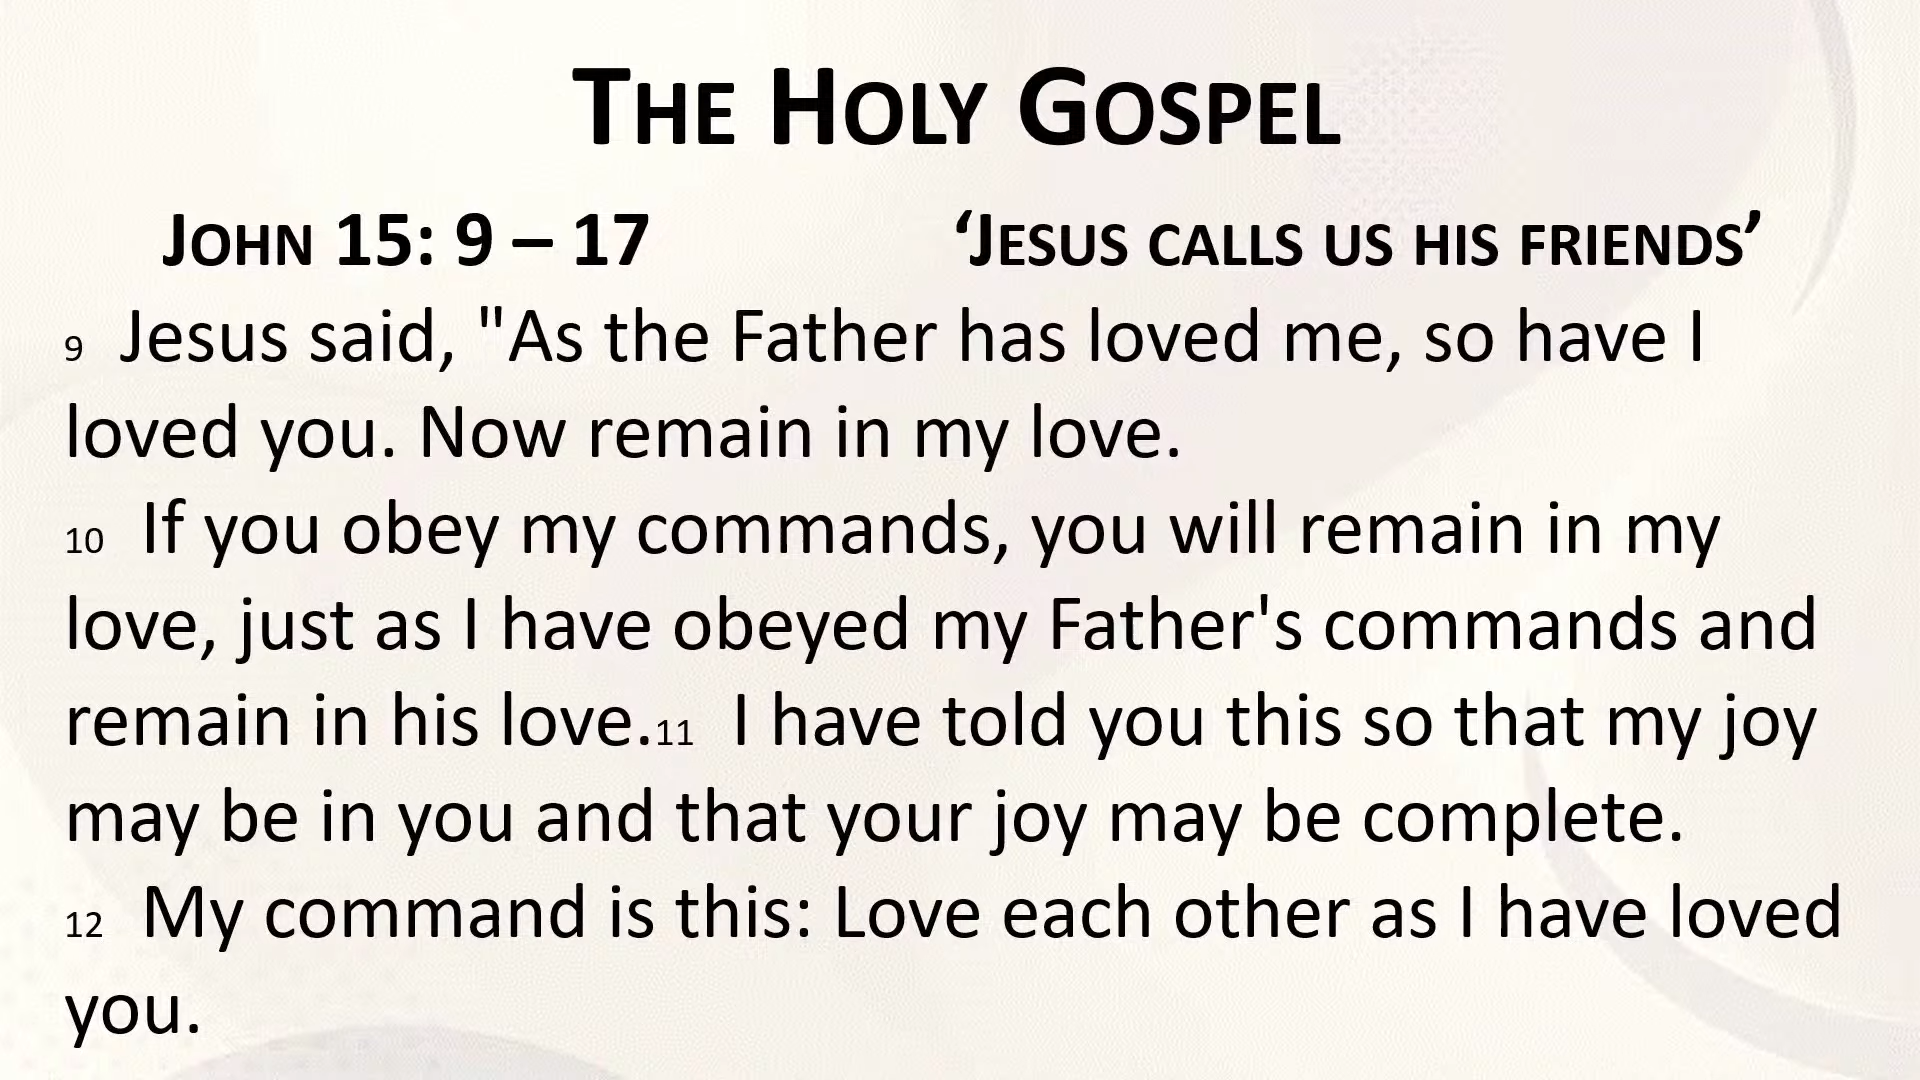 THE HOLY GOSPEL
JOHN 15: 9 – 17 ‘JESUS CALLS US HIS FRIENDS’
9 Jesus said, "As the Father has loved me, so have I
loved you. Now remain in my love.
10 If you obey my commands, you will remain in my
love, just as I have obeyed my Father's commands and
remain in his love.11 I have told you this so that my joy
may be in you and that your joy may be complete.
12 My command is this: Love each other as I have loved
you.